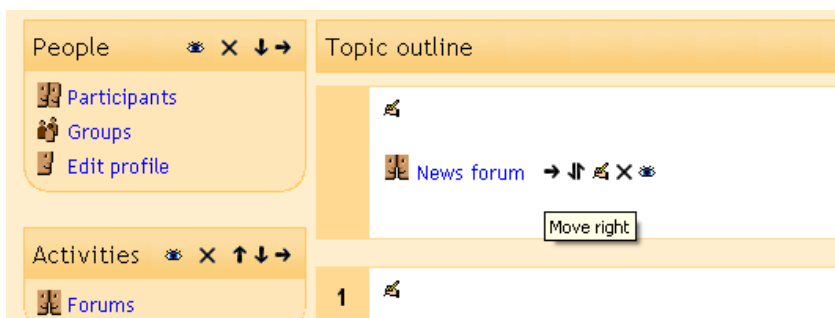 People
Participants
Groups
Edit profile
Activities
Forums
Topic outline
News forum
Move right
1